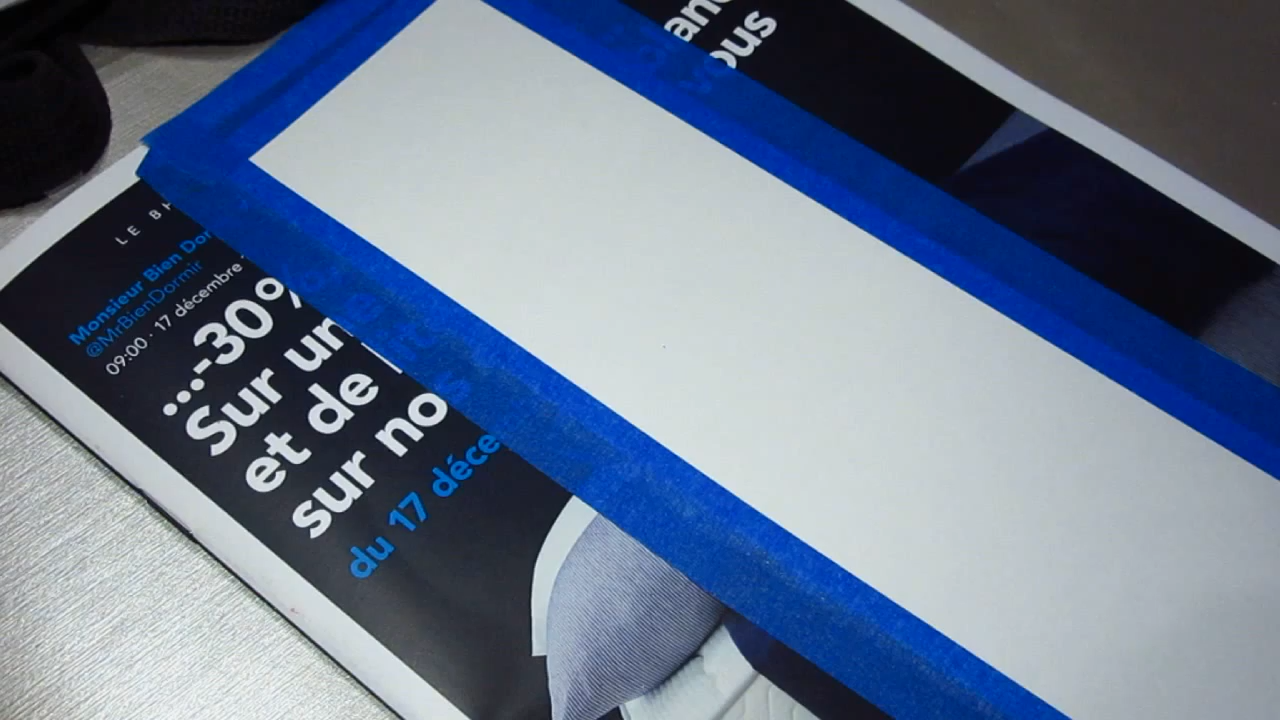 LE BH
Monsieur Bien Dor
@MrBienDormir
09:00 · 17 décembre
...-30%
Sur un
et de
sur no
du 17 déce
ous